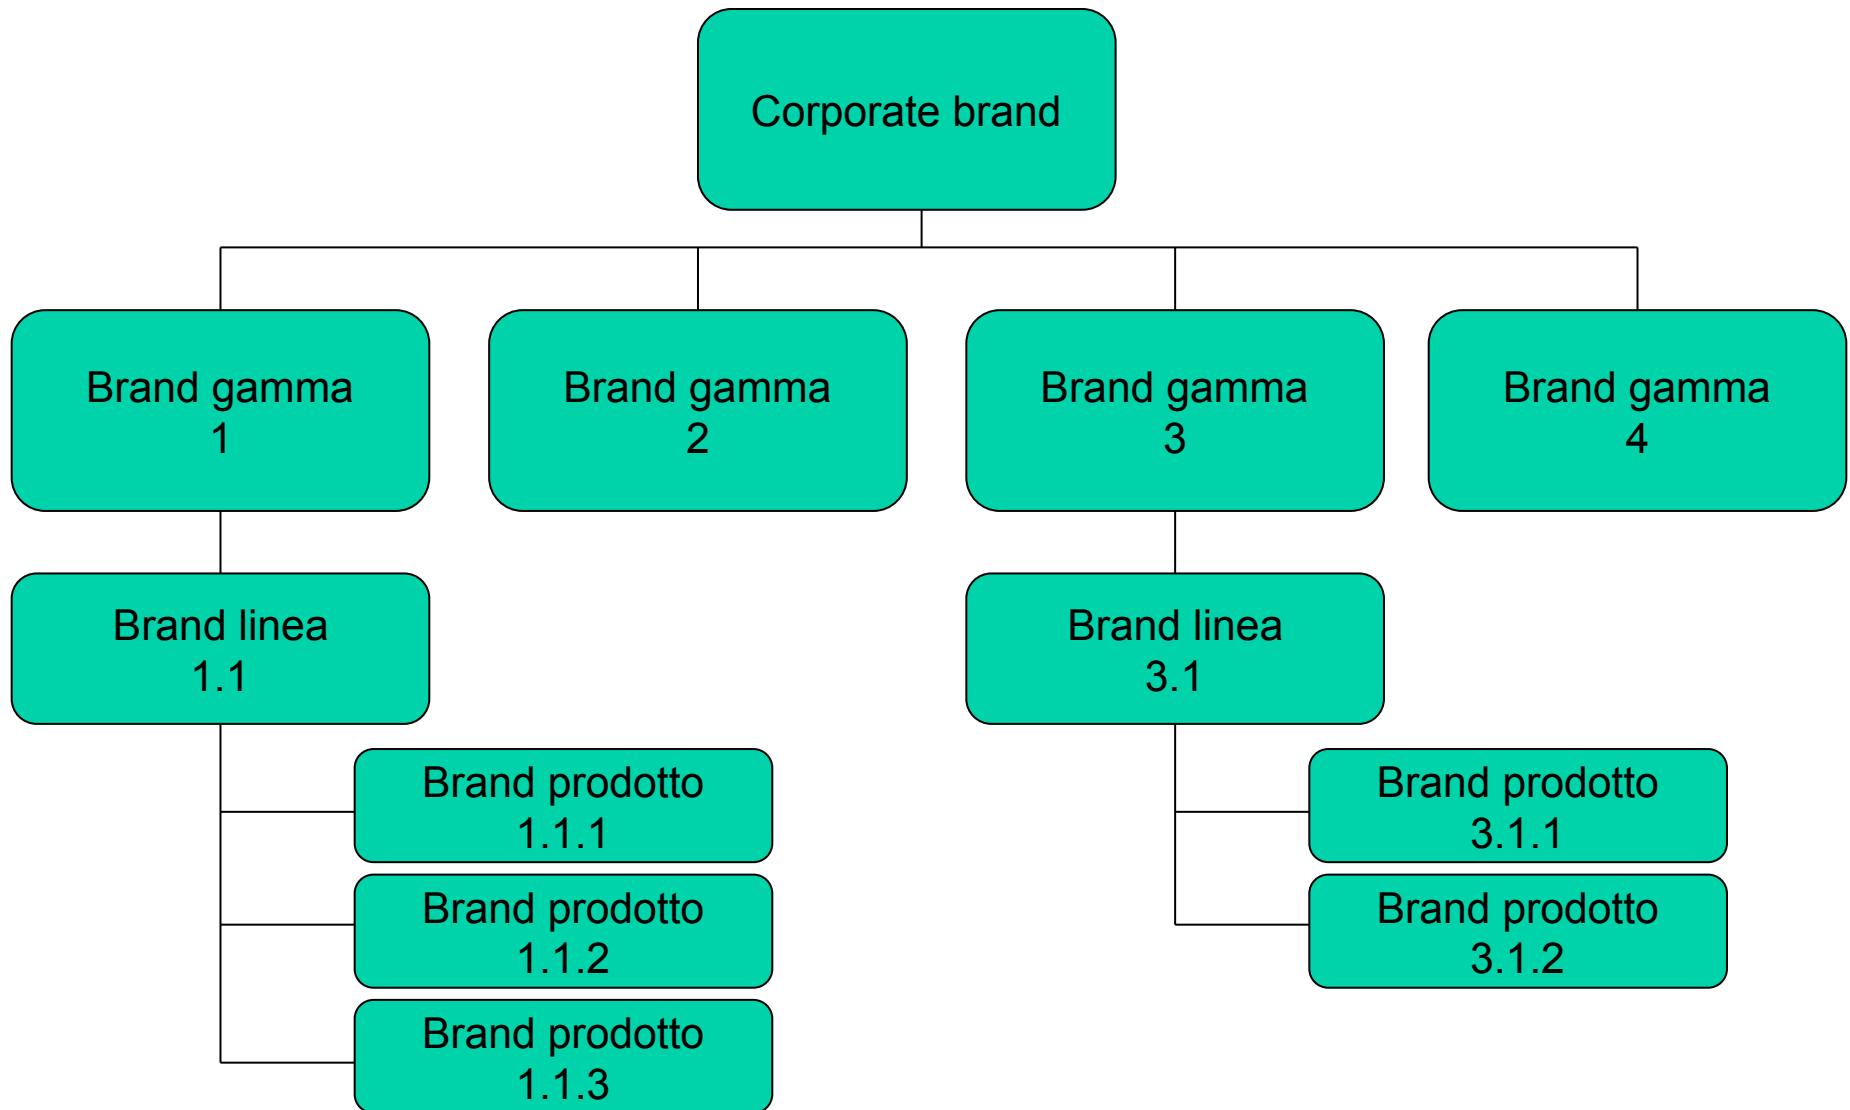 Corporate brand
Brand gamma
1
Brand gamma
2
Brand gamma
3
Brand gamma
4
Brand linea
1.1
Brand linea
3.1
Brand prodotto
1.1.1
Brand prodotto
3.1.1
Brand prodotto
1.1.2
Brand prodotto
3.1.2
Brand prodotto
1.1.3